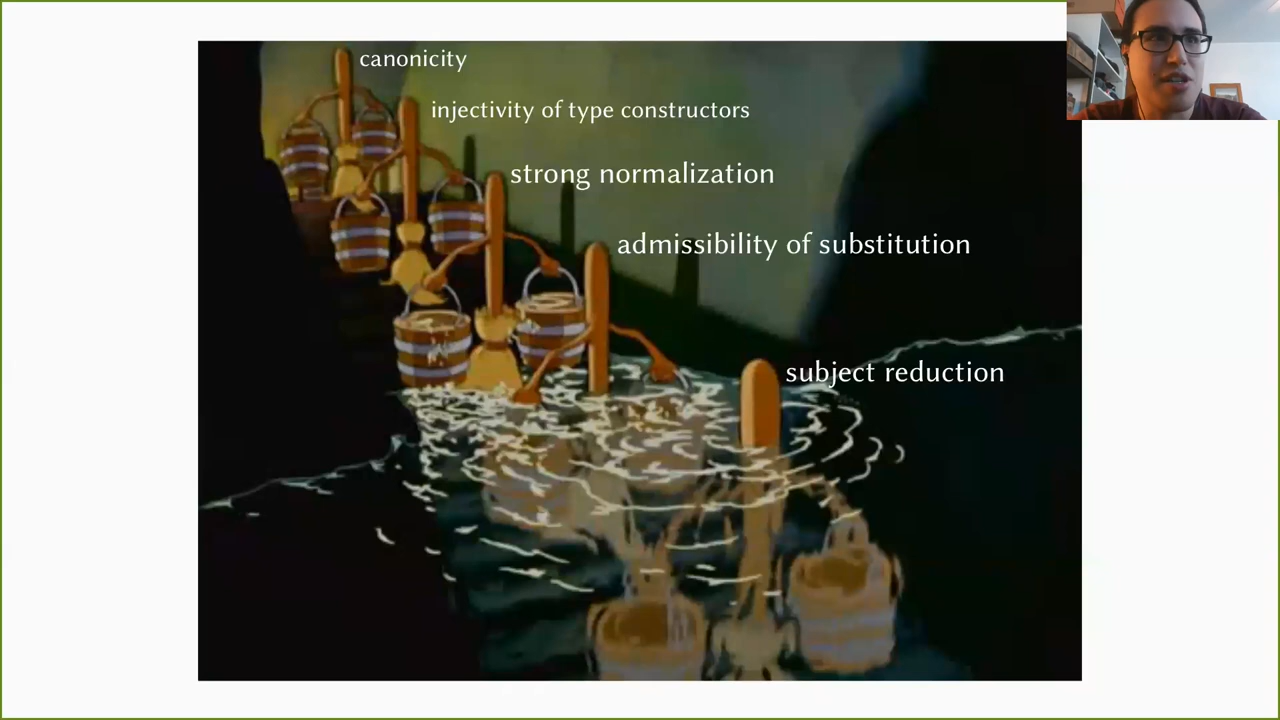 canonicity
injectivity of type constructors
strong normalization
admissibility of substitution
subject reduction